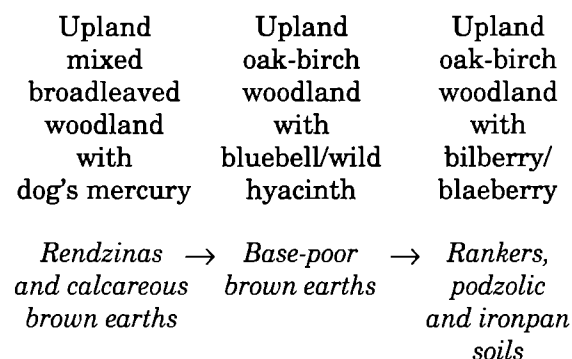 Upland
mixed
broadleaved
woodland
with
dog's mercury
Upland
oak-birch
woodland
with
bluebell/wild
hyacinth
Upland
oak-birch
woodland
with
bilberry/
blaeberry
Rendzinas → Base-poor → Rankers,
and calcareous brown earths podzolic
brown earths and ironpan
soils